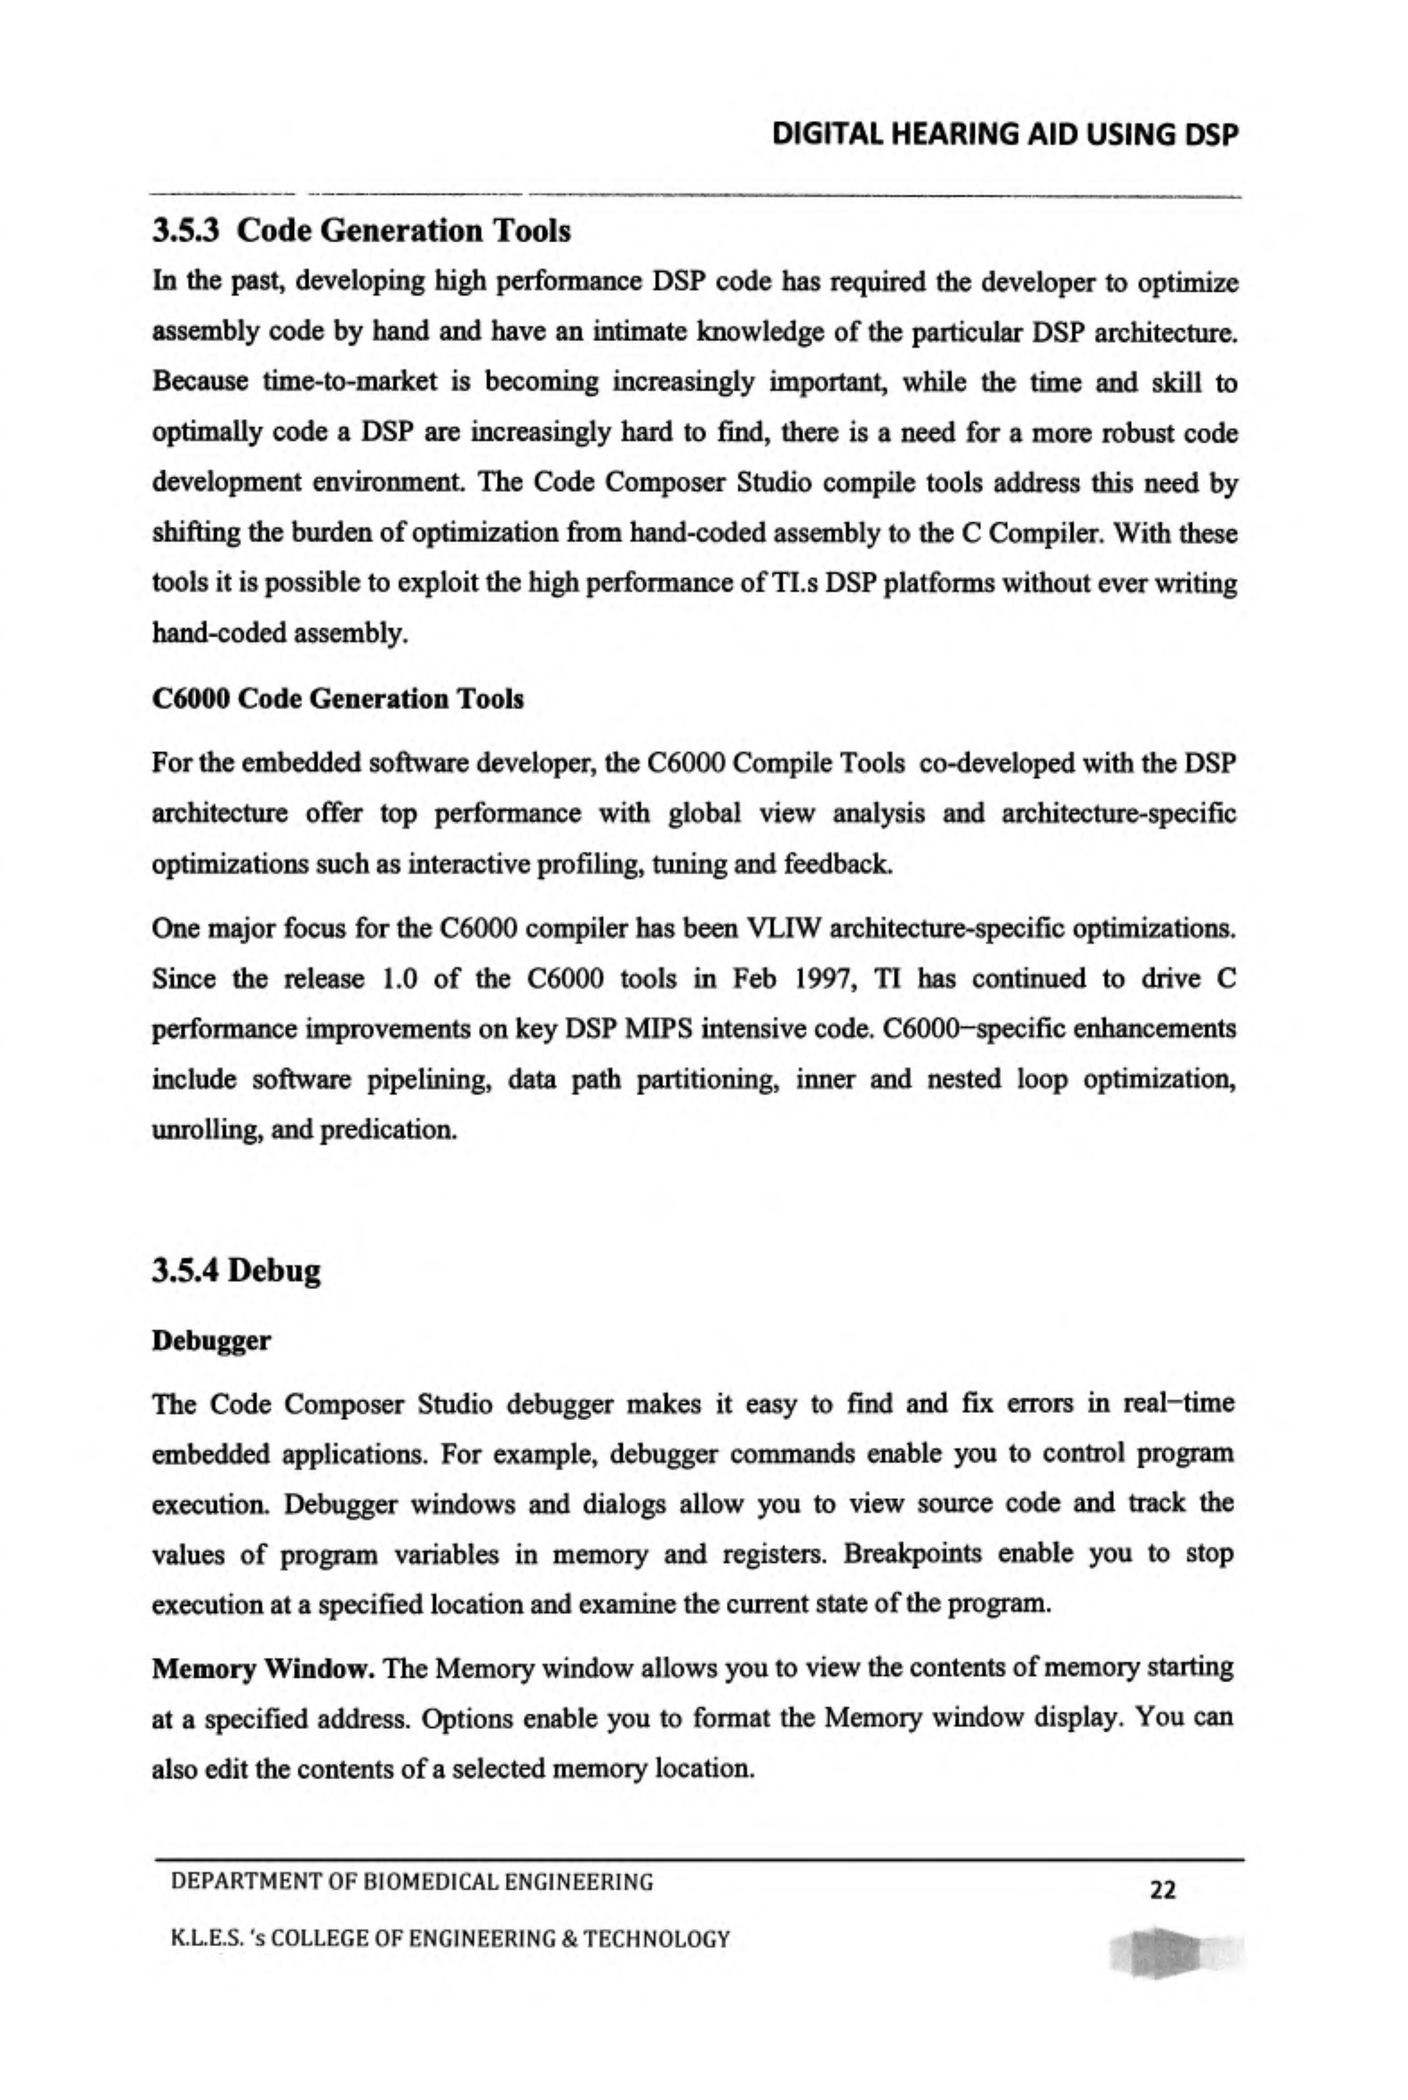 DIGITAL HEARING AID USING DSP
3.5.3 Code Generation Tools
In the past, developing high performance DSP code has required the developer to optimize
assembly code by hand and have an intimate knowledge of the particular DSP architecture.
Because time-to-market is becoming increasingly important, while the time and skill to
optimally code a DSP are increasingly hard to find, there is a need for a more robust code
development environment. The Code Composer Studio compile tools address this need by
shifting the burden of optimization from hand-coded assembly to the C Compiler. With these
tools it is possible to exploit the high performance of TI.s DSP platforms without ever writing
hand-coded assembly.
C6000 Code Generation Tools
For the embedded software developer, the C6000 Compile Tools co-developed with the DSP
architecture offer top performance with global view analysis and architecture-specific
optimizations such as interactive profiling, tuning and feedback.
One major focus for the C6000 compiler has been VLIW architecture-specific optimizations.
Since the release 1.0 of the C6000 tools in Feb 1997, TI has continued to drive C
performance improvements on key DSP MIPS intensive code. C6000−specific enhancements
include software pipelining, data path partitioning, inner and nested loop optimization,
unrolling, and predication.
3.5.4 Debug
Debugger
The Code Composer Studio debugger makes it easy to find and fix errors in real−time
embedded applications. For example, debugger commands enable you to control program
execution. Debugger windows and dialogs allow you to view source code and track the
values of program variables in memory and registers. Breakpoints enable you to stop
execution at a specified location and examine the current state of the program.
Memory Window. The Memory window allows you to view the contents of memory starting
at a specified address. Options enable you to format the Memory window display. You can
also edit the contents of a selected memory location.
DEPARTMENT OF BIOMEDICAL ENGINEERING
22
K.L.E.S. 's COLLEGE OF ENGINEERING & TECHNOLOGY